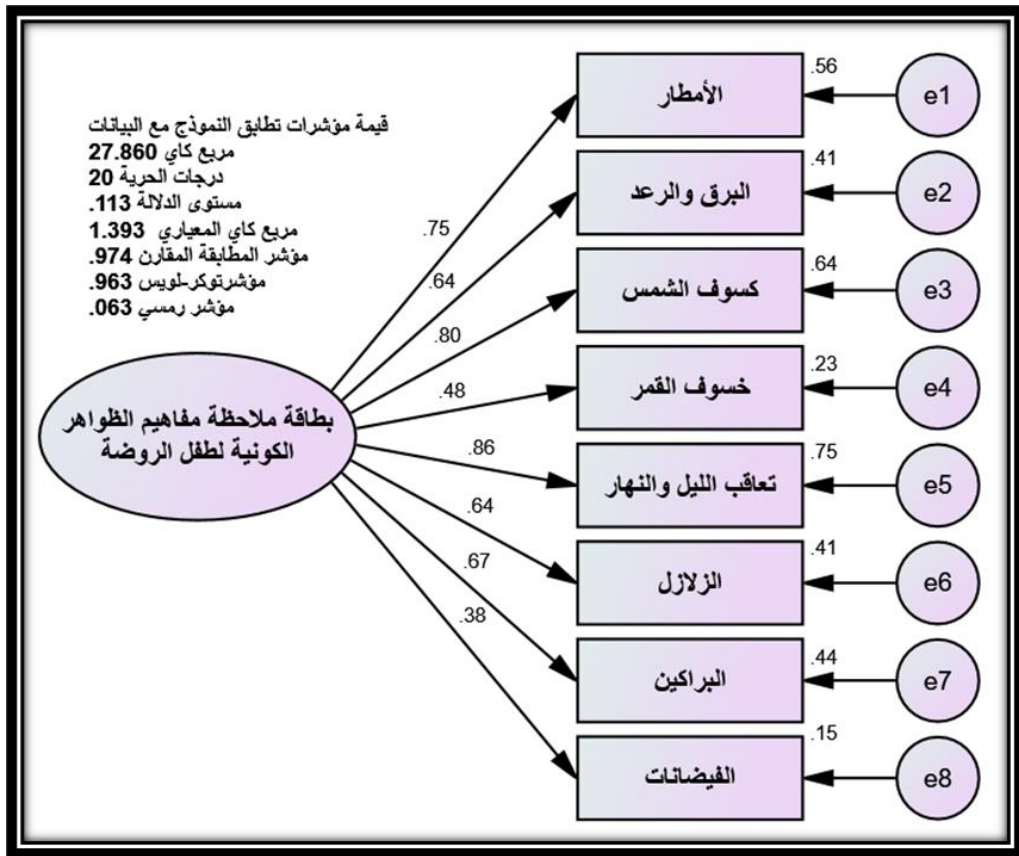 قيمة مؤشرات تطابق النموذج مع البيانات
مربع كاي 27.860
درجات الحرية 20
مستوى الدلالة .113
مربع كاي المعياري 1.393
مؤشر المطابقة المقارن .974
مؤشرتوكر-لويس .963
مؤشر رمسي .063
بطاقة ملاحظة مفاهيم الظواهر
الكونية لطفل الروضة
.75
.64
.80
.48
.86
.64
.67
.38
الأمطار
.56
e1
البرق والرعد
.41
e2
كسوف الشمس
.64
e3
خسوف القمر
.23
e4
تعاقب الليل والنهار
.75
e5
الزلازل
.41
e6
البراكين
.44
e7
الفيضانات
.15
e8